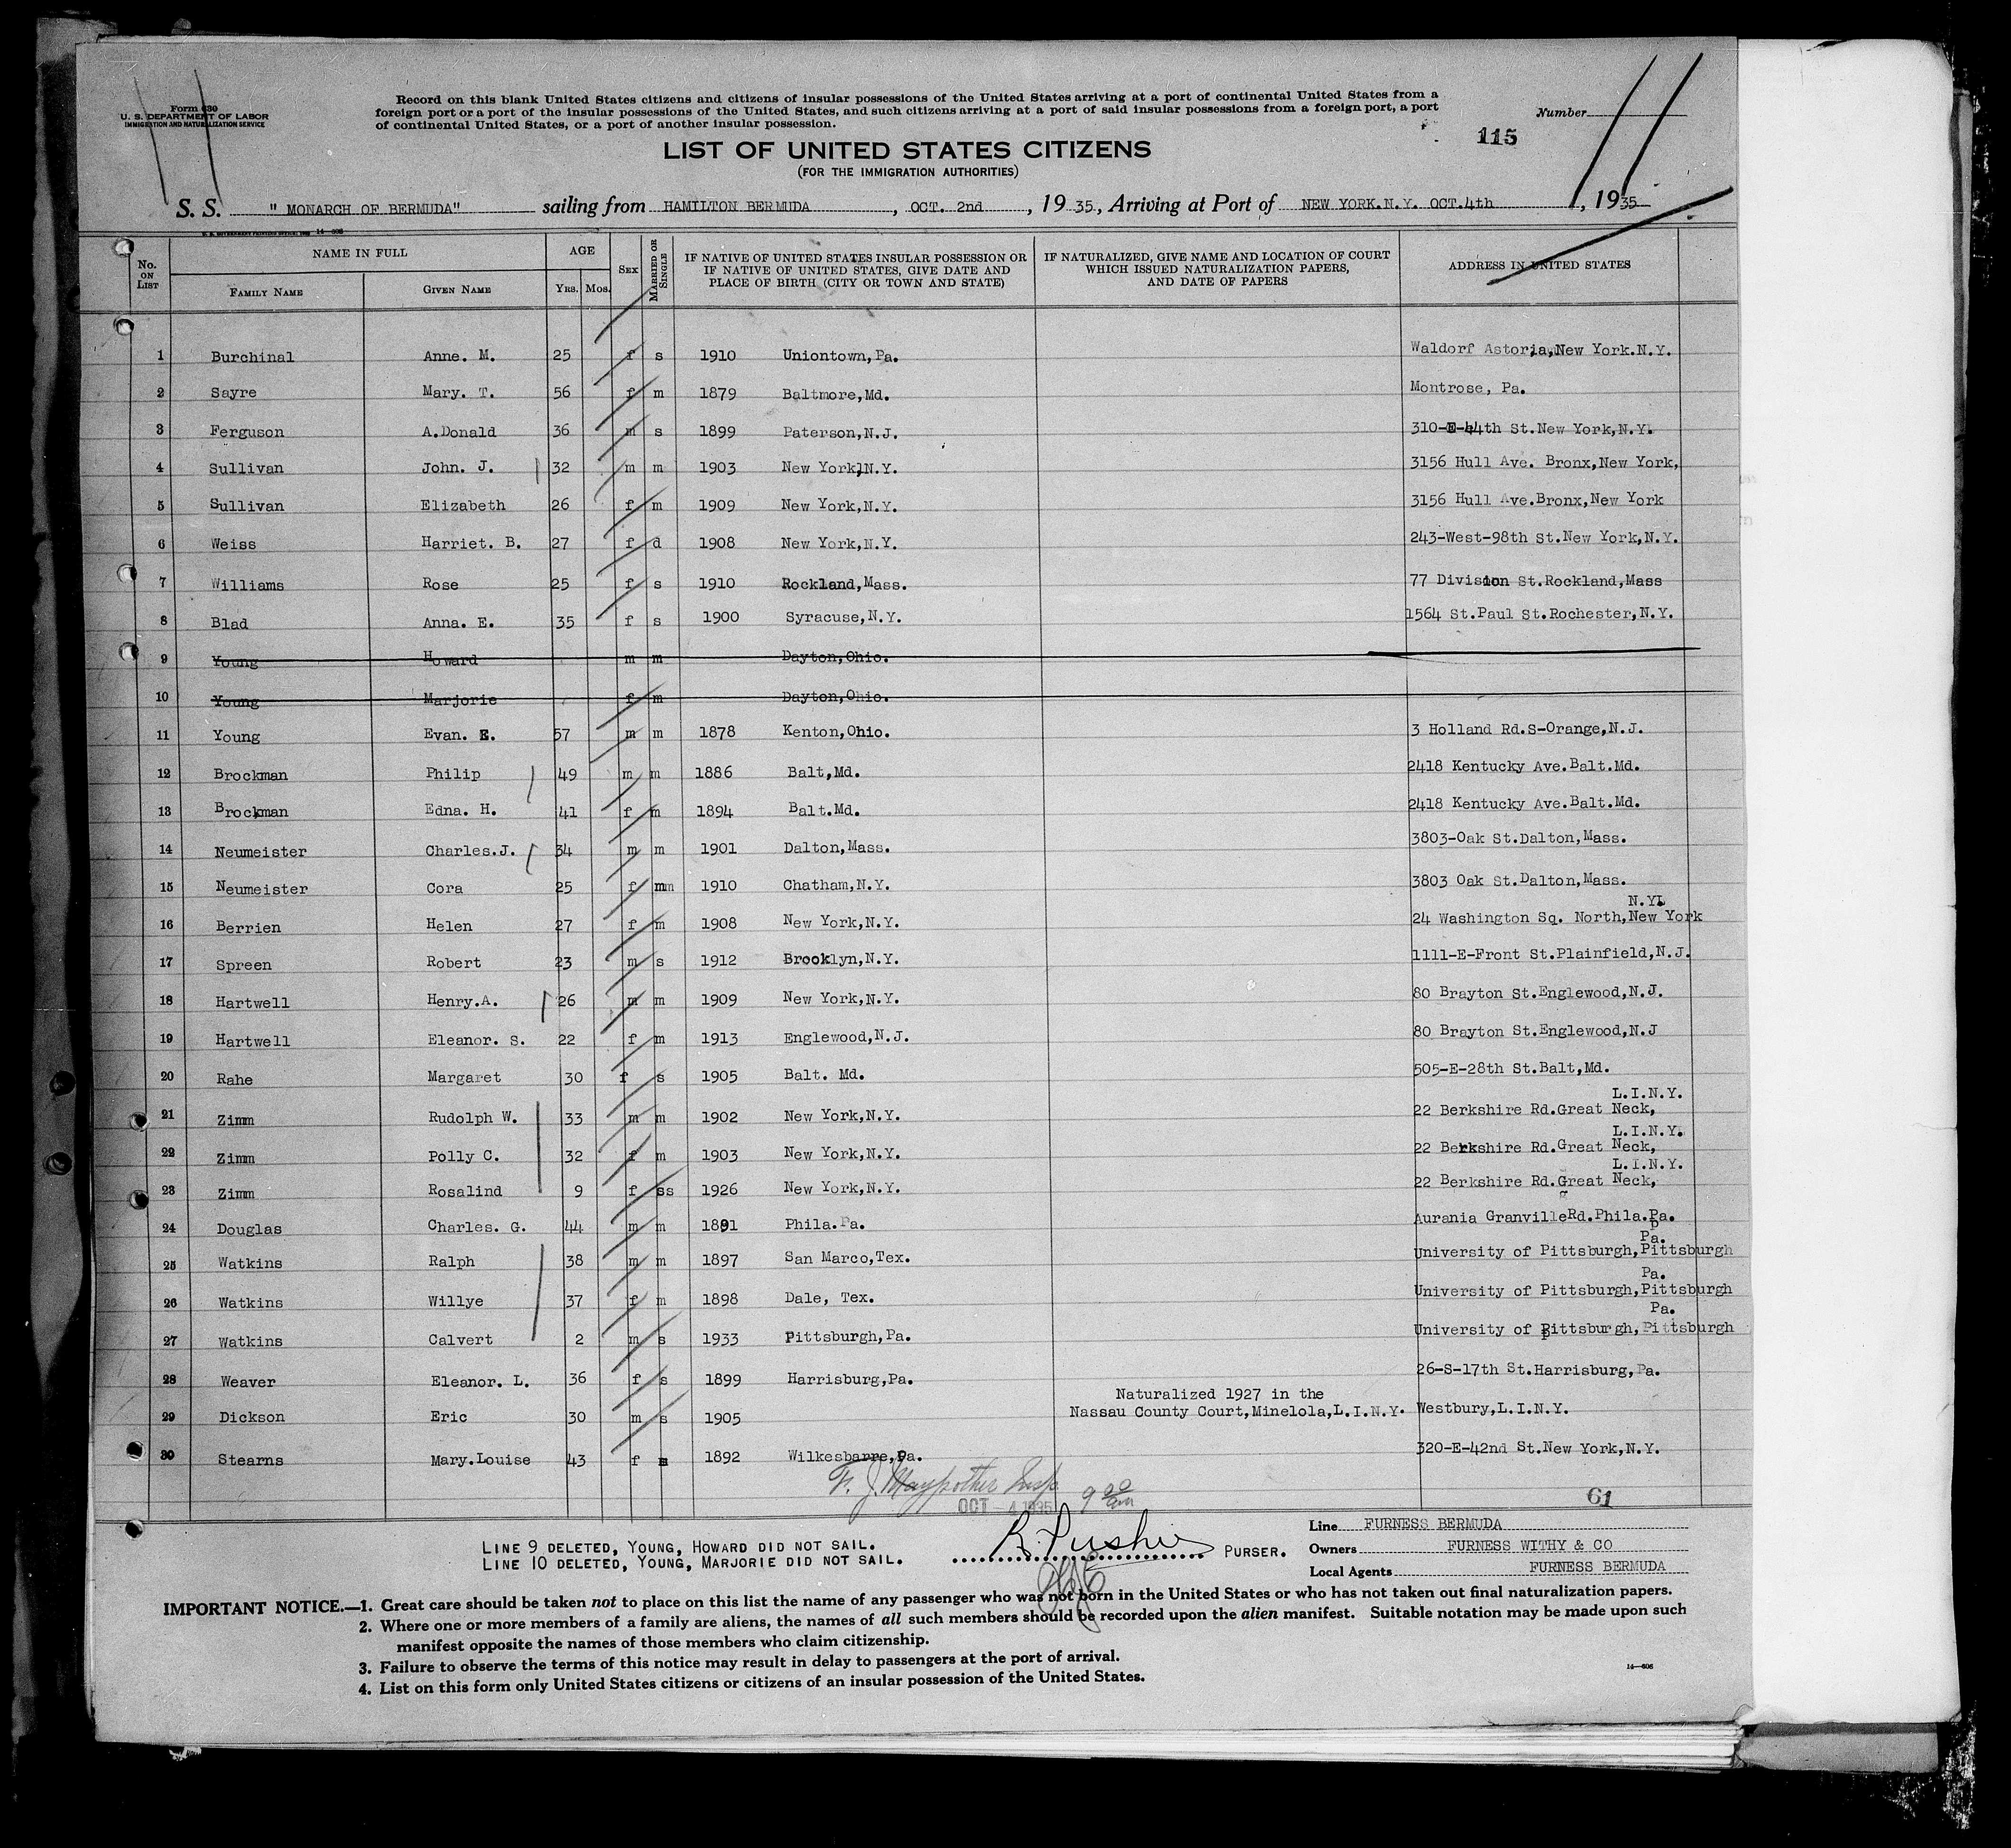 Form 630
U. S. DEPARTMENT OF LABOR
IMMIGRATION AND NATURALIZATION SERVICE
Record on this blank United States citizens and citizens of insular possessions of the United States arriving at a port of continental United States from a
foreign port or a port of the insular possessions of the United States, and such citizens arriving at a port of said insular possessions from a foreign port, a port
of continental United States, or a port of another insular possession.
Number
115
11
LIST OF UNITED STATES CITIZENS
(FOR THE IMMIGRATION AUTHORITIES)
S. S. " MONARCH OF BERMUDA" sailing from HAMILTON BERMUDA, OCT. 2nd, 1935, Arriving at Port of NEW YORK.N.Y. OCT.4th, 1935
No. ON LIST | NAME IN FULL | AGE | SEX | MARRIED OR SINGLE | IF NATIVE OF UNITED STATES INSULAR POSSESSION OR IF NATIVE OF UNITED STATES, GIVE DATE AND PLACE OF BIRTH (CITY OR TOWN AND STATE) | IF NATURALIZED, GIVE NAME AND LOCATION OF COURT WHICH ISSUED NATURALIZATION PAPERS, AND DATE OF PAPERS | ADDRESS IN UNITED STATES
FAMILY NAME | GIVEN NAME | YRS. | MOS.
1 Burchinal Anne. M. 25 f s 1910 Uniontown,Pa. Waldorf Astoria,New York.N.Y.
2 Sayre Mary. T. 56 f m 1879 Baltmore,Md. Montrose, Pa.
3 Ferguson A.Donald 36 m s 1899 Paterson,N.J. 310-E-44th St.New York,N.Y.
4 Sullivan John. J. 32 m m 1903 New York,N.Y. 3156 Hull Ave. Bronx,New York,
5 Sullivan Elizabeth 26 f m 1909 New York,N.Y. 3156 Hull Ave.Bronx,New York
6 Weiss Harriet. B. 27 f d 1908 New York,N.Y. 243-West-98th St.New York,N.Y.
7 Williams Rose 25 f s 1910 Rockland,Mass. 77 Division St.Rockland,Mass
8 Blad Anna. E. 35 f s 1900 Syracuse,N.Y. 1564 St.Paul St.Rochester,N.Y.
9 Young Howard m m Dayton,Ohio.
10 Young Marjorie f m Dayton,Ohio.
11 Young Evan. E. 57 m m 1878 Kenton,Ohio. 3 Holland Rd.S-Orange,N.J.
12 Brockman Philip 49 m m 1886 Balt,Md. 2418 Kentucky Ave.Balt.Md.
13 Brockman Edna. H. 41 f m 1894 Balt.Md. 2418 Kentucky Ave.Balt.Md.
14 Neumeister Charles.J. 34 m m 1901 Dalton,Mass. 3803-Oak St.Dalton,Mass.
15 Neumeister Cora 25 f mm 1910 Chatham,N.Y. 3803 Oak St.Dalton,Mass.
N.Y.
16 Berrien Helen 27 f m 1908 New York,N.Y. 24 Washington Sq. North,New York
17 Spreen Robert 23 m s 1912 Brooklyn,N.Y. 1111-E-Front St.Plainfield,N.J.
18 Hartwell Henry.A. 26 m m 1909 New York,N.Y. 80 Brayton St.Englewood,N.J.
19 Hartwell Eleanor. S. 22 f m 1913 Englewood,N.J. 80 Brayton St.Englewood,N.J
20 Rahe Margaret 30 f s 1905 Balt. Md. 505-E-28th St.Balt,Md.
L.I.N.Y.
21 Zimm Rudolph W. 33 m m 1902 New York,N.Y. 22 Berkshire Rd.Great Neck,
L.I.N.Y.
22 Zimm Polly C. 32 f m 1903 New York,N.Y. 22 Berkshire Rd.Great Neck,
L.I.N.Y.
23 Zimm Rosalind 9 f ss 1926 New York,N.Y. 22 Berkshire Rd.Great Neck,
24 Douglas Charles. G. 44 m m 1891 Phila.Pa. Aurania GranvilleRd.Phila.Pa.
Pa.
25 Watkins Ralph 38 m m 1897 San Marco,Tex. University of Pittsburgh,Pittsburgh
Pa.
26 Watkins Willye 37 f m 1898 Dale, Tex. University of Pittsburgh,Pittsburgh
Pa.
27 Watkins Calvert 2 m s 1933 Pittsburgh,Pa. University of Pittsburgh,Pittsburgh
28 Weaver Eleanor. L. 36 f s 1899 Harrisburg,Pa. 26-S-17th St.Harrisburg,Pa.
Naturalized 1927 in the
29 Dickson Eric 30 m s 1905 Nassau County Court,Minelola,L.I.N.Y. Westbury,L.I.N.Y.
30 Stearns Mary.Louise 43 f 1892 Wilkesbarre,Pa. 320-E-42nd St.New York,N.Y.
F. J. Maypother Insp. 9 00 am
OCT - 4 1935
61
LINE 9 DELETED, YOUNG, HOWARD DID NOT SAIL.
LINE 10 DELETED, YOUNG, MARJORIE DID NOT SAIL.
PURSER.
Line FURNESS BERMUDA
Owners FURNESS WITHY & CO
Local Agents FURNESS BERMUDA
IMPORTANT NOTICE.—1. Great care should be taken not to place on this list the name of any passenger who was not born in the United States or who has not taken out final naturalization papers.
2. Where one or more members of a family are aliens, the names of all such members should be recorded upon the alien manifest. Suitable notation may be made upon such
manifest opposite the names of those members who claim citizenship.
3. Failure to observe the terms of this notice may result in delay to passengers at the port of arrival.
4. List on this form only United States citizens or citizens of an insular possession of the United States.
14—606